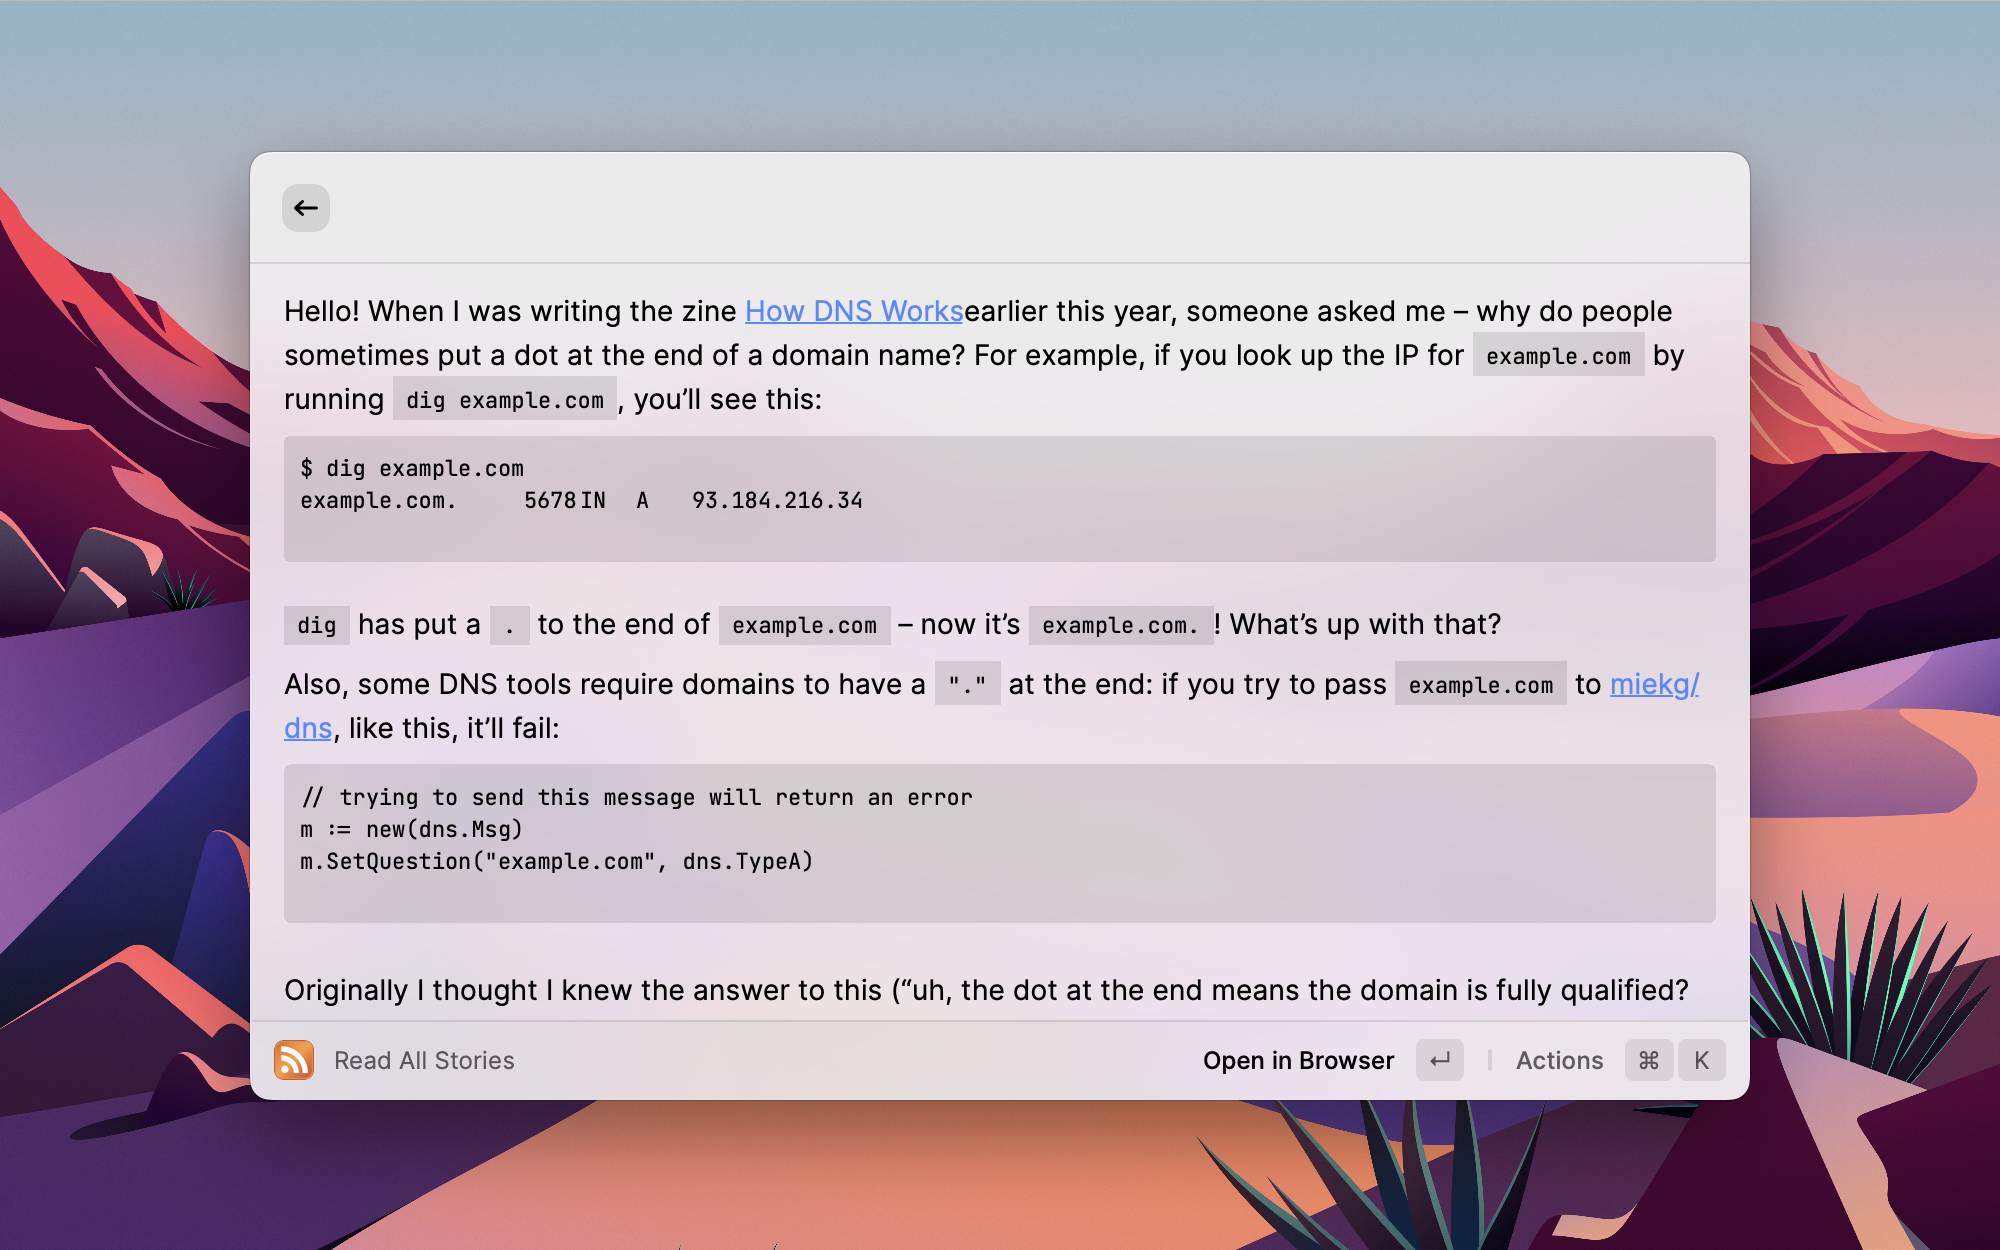 Hello! When I was writing the zine How DNS Worksearlier this year, someone asked me – why do people
sometimes put a dot at the end of a domain name? For example, if you look up the IP for example.com by
running dig example.com, you’ll see this:
$ dig example.com
example.com. 5678 IN A 93.184.216.34
dig has put a . to the end of example.com – now it’s example.com.! What’s up with that?
Also, some DNS tools require domains to have a "." at the end: if you try to pass example.com to miekg/
dns, like this, it’ll fail:
// trying to send this message will return an error
m := new(dns.Msg)
m.SetQuestion("example.com", dns.TypeA)
Originally I thought I knew the answer to this (“uh, the dot at the end means the domain is fully qualified?
Read All Stories
Open in Browser ↵ Actions ⌘ K